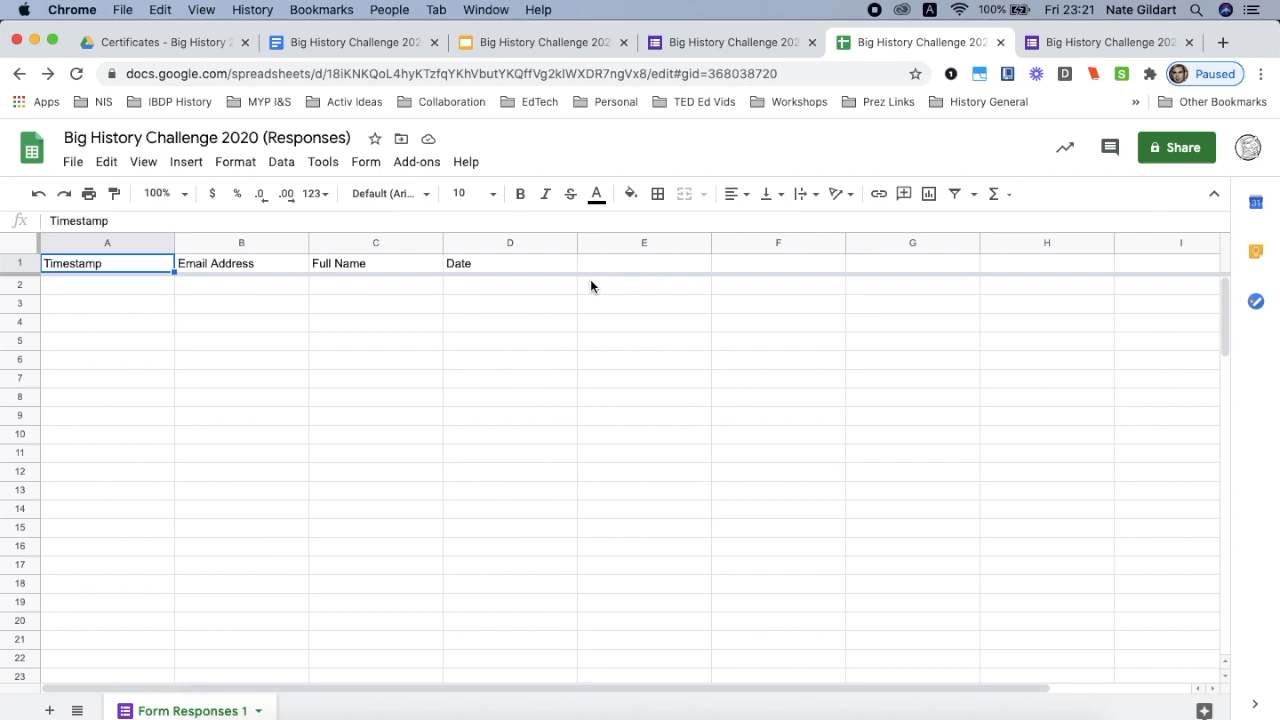 Chrome File Edit View History Bookmarks People Tab Window Help A 100% Fri 23:21 Nate Gildart
Certificates - Big History 2 Big History Challenge 202 Big History Challenge 202 Big History Challenge 202 Big History Challenge 202 Big History Challenge 202
docs.google.com/spreadsheets/d/18iKNKQoL4hyKTzfqYKhVbutYKQffVg2klWXDR7ngVx8/edit#gid=368038720 D S Paused
Apps NIS IBDP History MYP I&S Activ Ideas Collaboration EdTech Personal TED Ed Vids Workshops Prez Links History General » Other Bookmarks
Big History Challenge 2020 (Responses)
File Edit View Insert Format Data Tools Form Add-ons Help
Share
100% $ % .0 .00 123 Default (Ari... 10 B I S A Σ
31
fx Timestamp
A B C D E F G H I
1 Timestamp Email Address Full Name Date
2
3
4
5
6
7
8
9
10
11
12
13
14
15
16
17
18
19
20
21
22
23
Form Responses 1